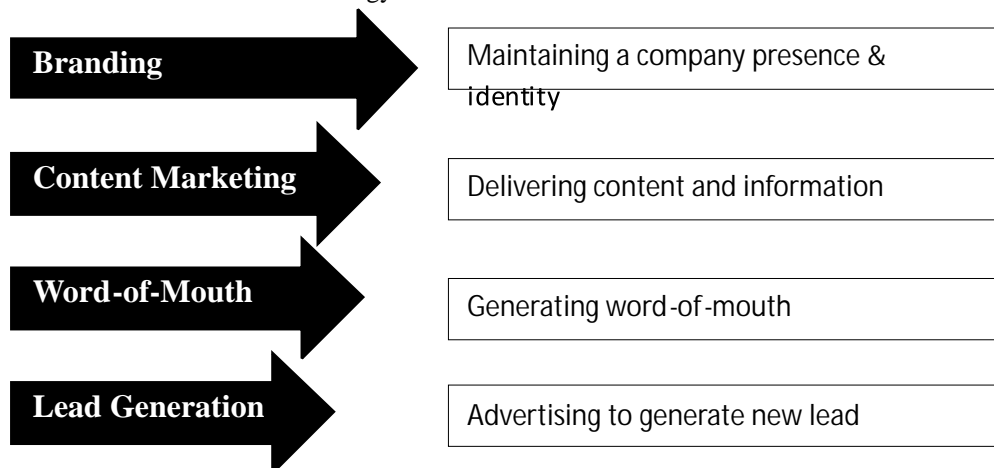 gy
Branding
Maintaining a company presence &
identity
Content Marketing
Delivering content and information
Word-of-Mouth
Generating word-of-mouth
Lead Generation
Advertising to generate new lead